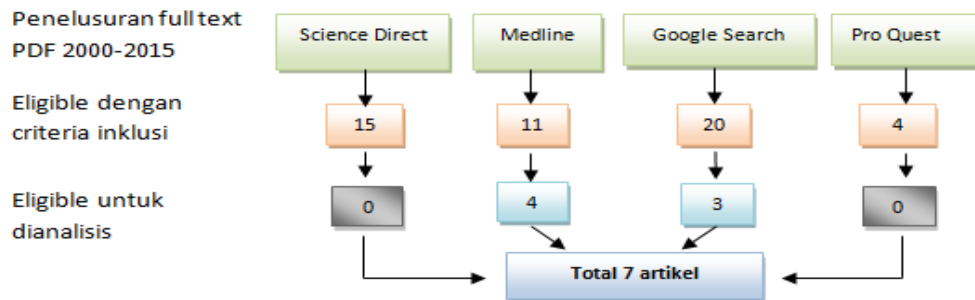 Penelusuran full text
PDF 2000-2015
Science Direct
Medline
Google Search
Pro Quest
Eligible dengan
criteria inklusi
15
11
20
4
Eligible untuk
dianalisis
0
4
3
0
Total 7 artikel